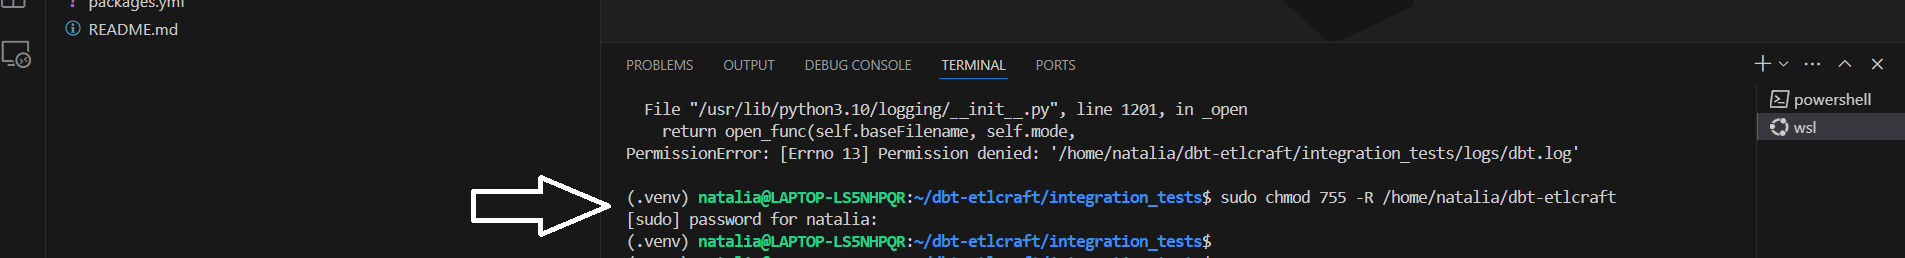 packages.yml
README.md
PROBLEMS OUTPUT DEBUG CONSOLE TERMINAL PORTS
powershell
wsl
File "/usr/lib/python3.10/logging/__init__.py", line 1201, in _open
return open_func(self.baseFilename, self.mode,
PermissionError: [Errno 13] Permission denied: '/home/natalia/dbt-etlcraft/integration_tests/logs/dbt.log'
(.venv) natalia@LAPTOP-LS5NHPQR:~/dbt-etlcraft/integration_tests$ sudo chmod 755 -R /home/natalia/dbt-etlcraft
[sudo] password for natalia:
(.venv) natalia@LAPTOP-LS5NHPQR:~/dbt-etlcraft/integration_tests$